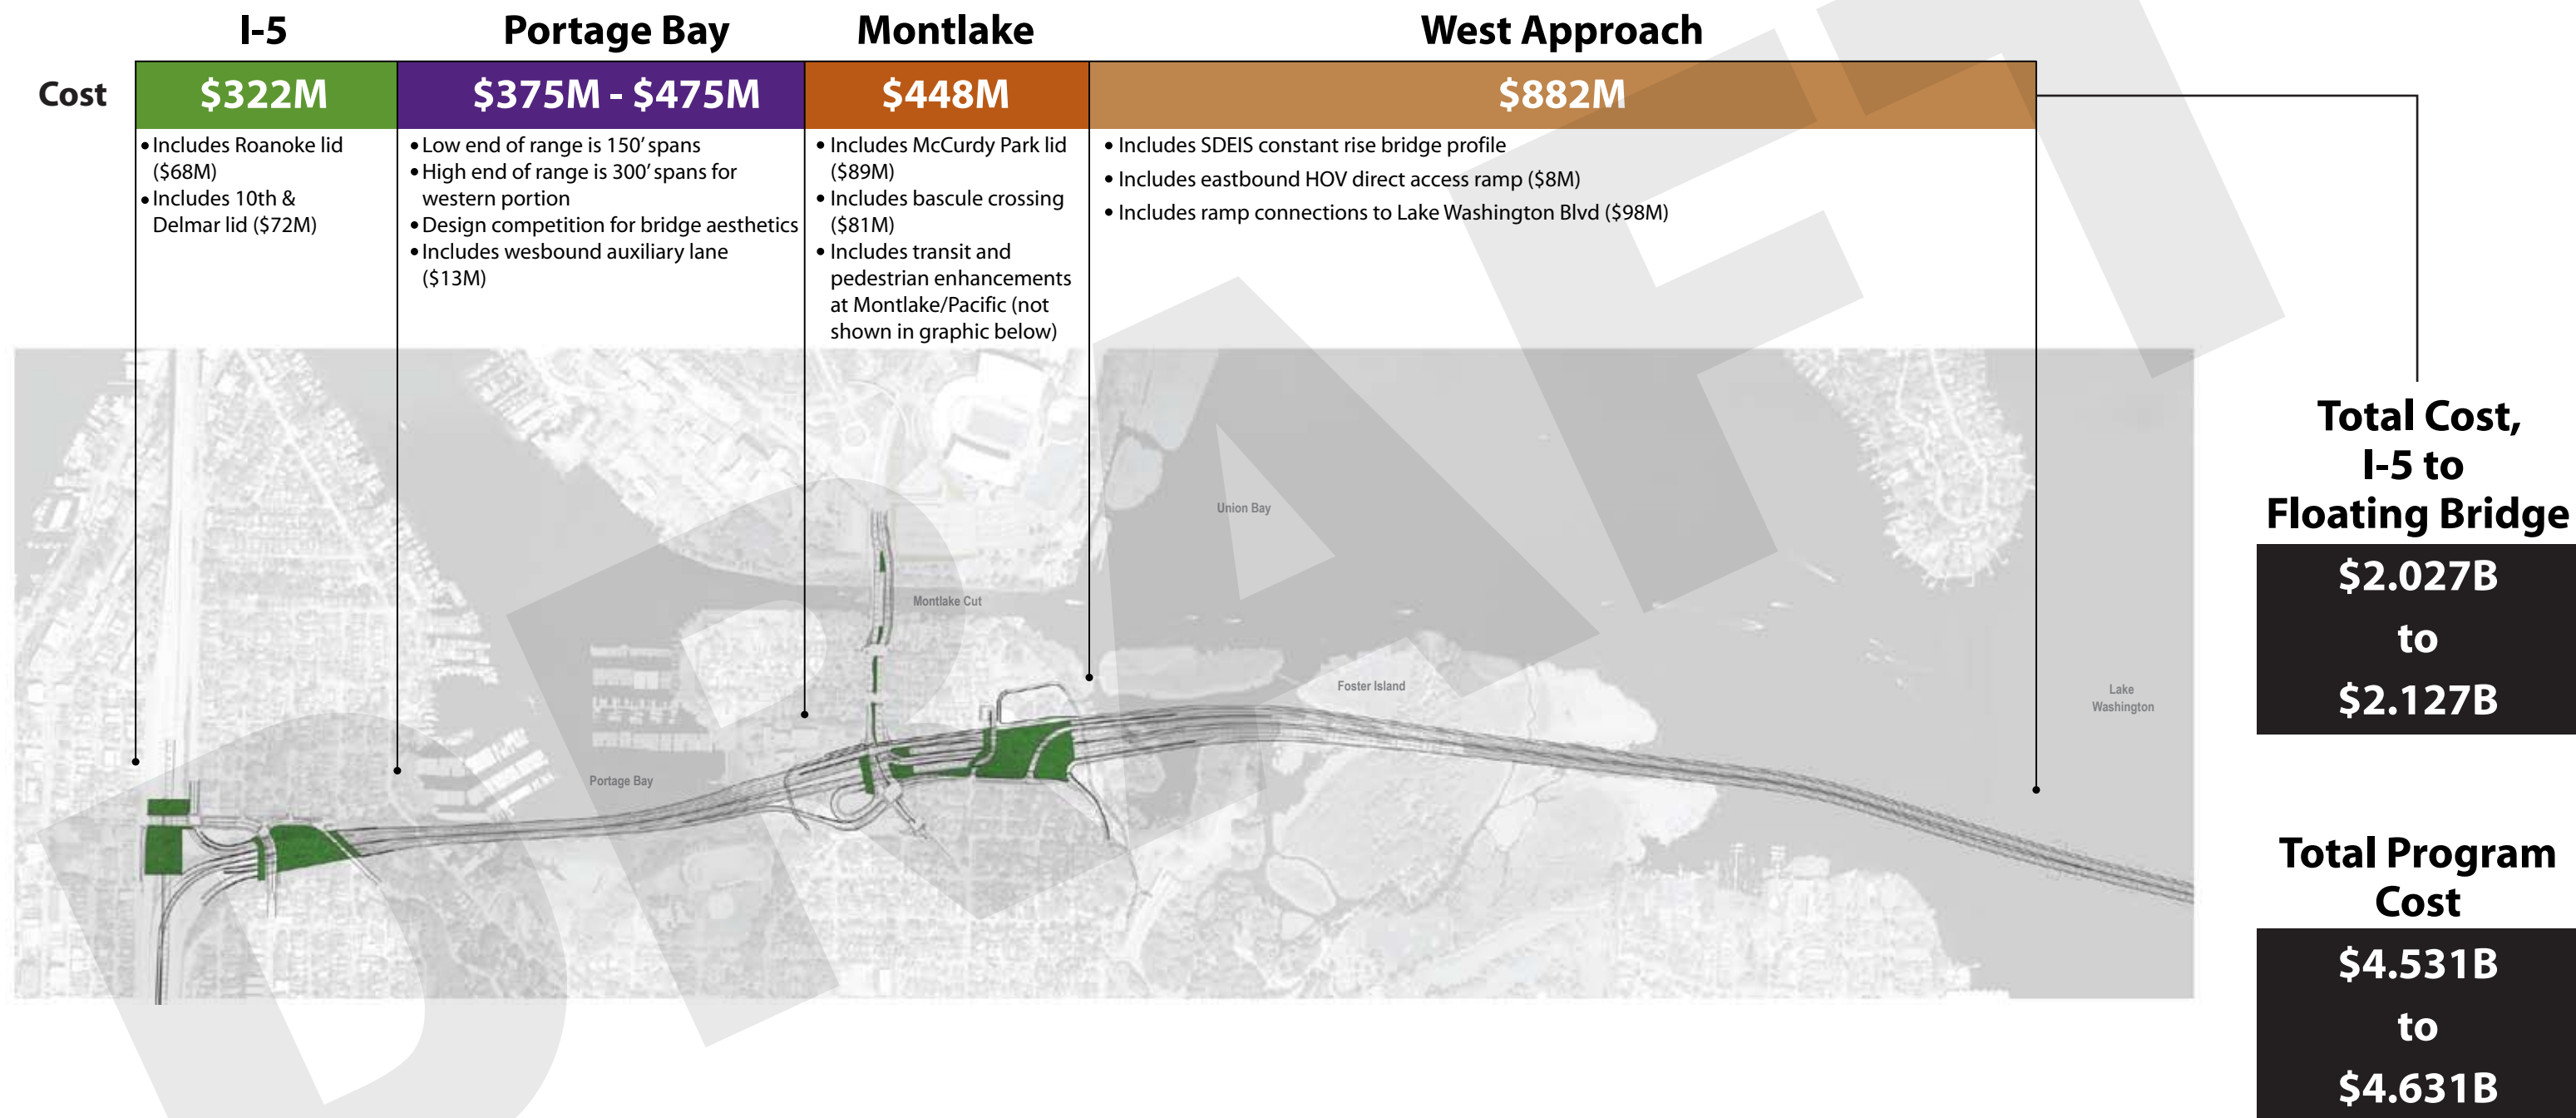 I-5
Portage Bay
Montlake
West Approach
Cost
$322M
$375M - $475M
$448M
$882M
• Includes Roanoke lid
($68M)
• Includes 10th &
Delmar lid ($72M)
• Low end of range is 150' spans
• High end of range is 300' spans for
western portion
• Design competition for bridge aesthetics
• Includes wesbound auxiliary lane
($13M)
• Includes McCurdy Park lid
($89M)
• Includes bascule crossing
($81M)
• Includes transit and
pedestrian enhancements
at Montlake/Pacific (not
shown in graphic below)
• Includes SDEIS constant rise bridge profile
• Includes eastbound HOV direct access ramp ($8M)
• Includes ramp connections to Lake Washington Blvd ($98M)
Union Bay
Montlake Cut
Foster Island
Lake
Washington
Portage Bay
DRAFT
Total Cost,
I-5 to
Floating Bridge
$2.027B
to
$2.127B
Total Program
Cost
$4.531B
to
$4.631B